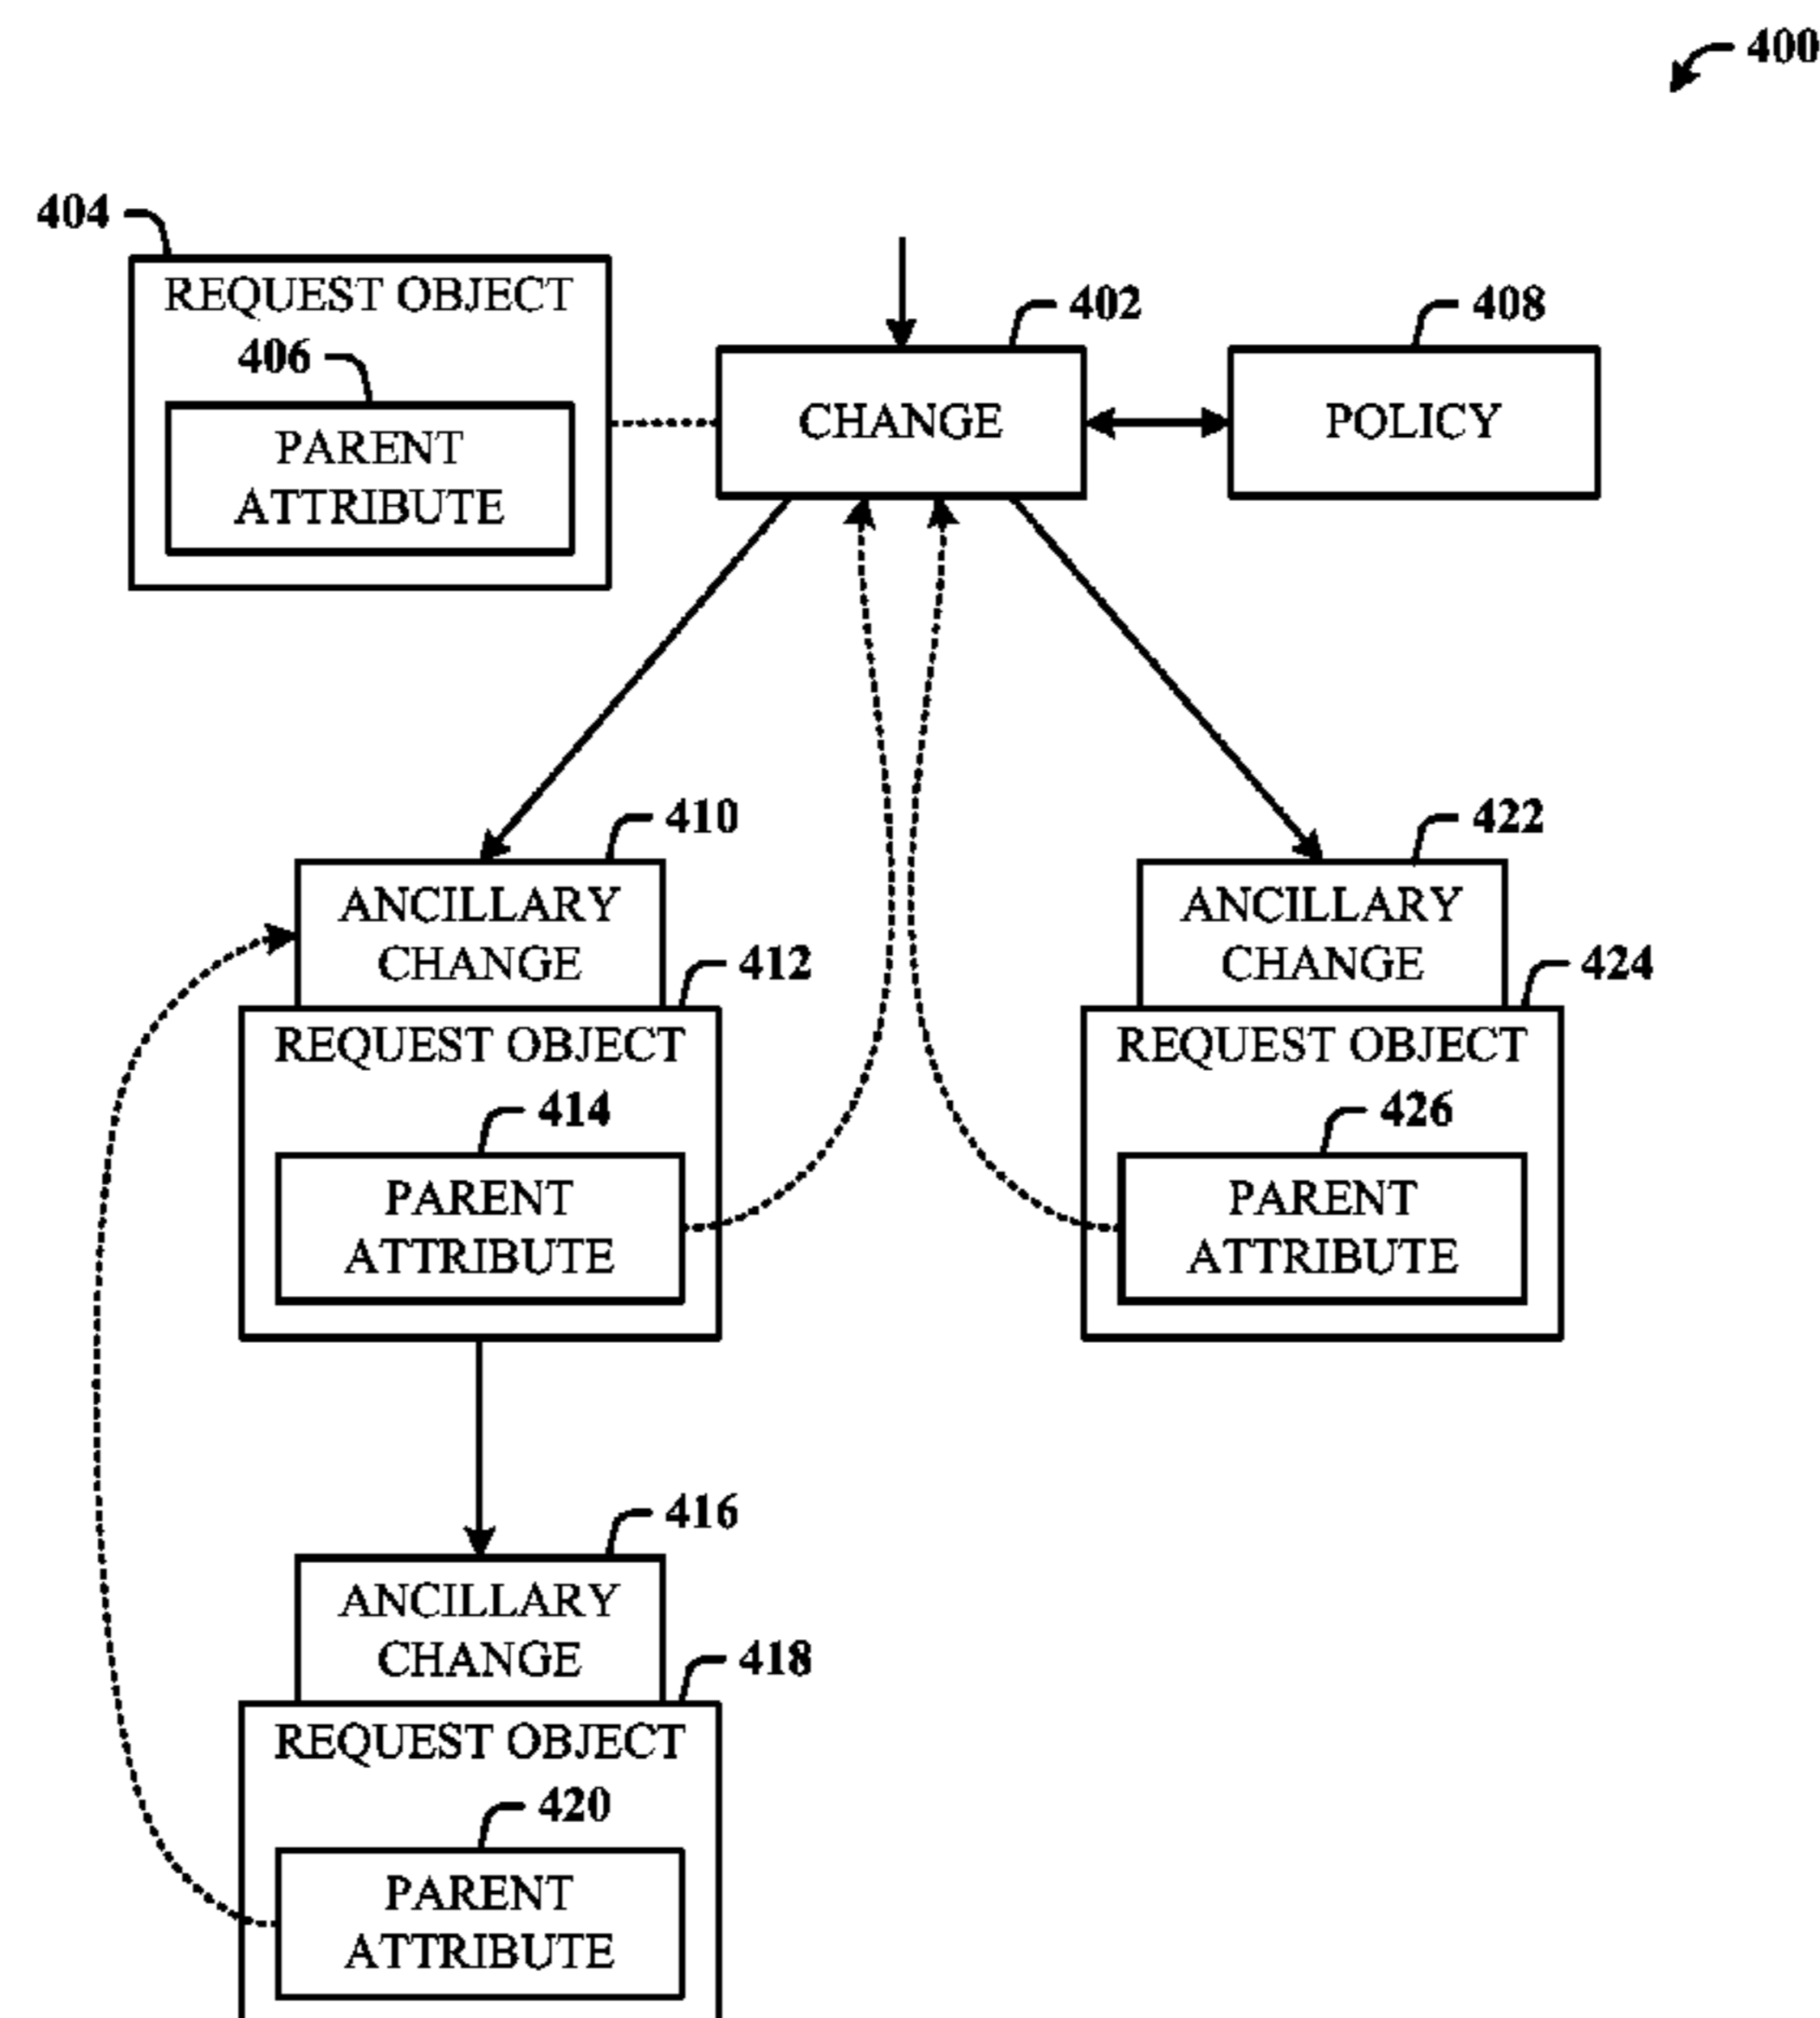 400
404
REQUEST OBJECT
406
PARENT
ATTRIBUTE
402
CHANGE
408
POLICY
410
ANCILLARY
CHANGE
412
REQUEST OBJECT
414
PARENT
ATTRIBUTE
422
ANCILLARY
CHANGE
424
REQUEST OBJECT
426
PARENT
ATTRIBUTE
416
ANCILLARY
CHANGE
418
REQUEST OBJECT
420
PARENT
ATTRIBUTE